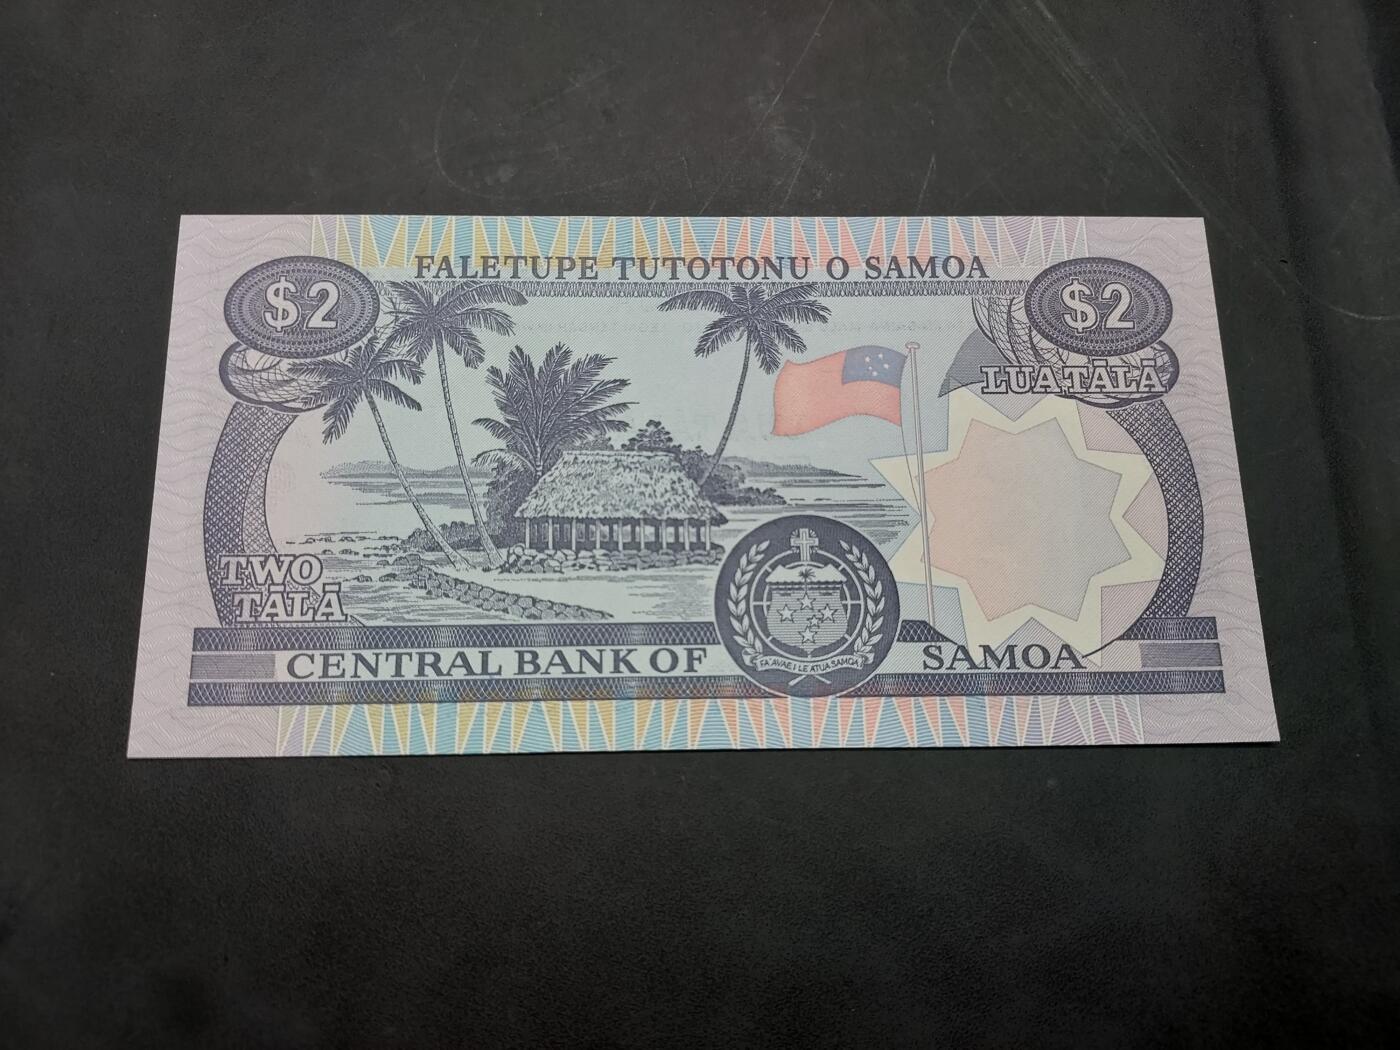 FALETUPE TUTOTONU O SAMOA
$2
$2
LUA TĀLĀ
TWO
TĀLĀ
CENTRAL BANK OF SAMOA
FA'AVAE I LE ATUA SAMOA